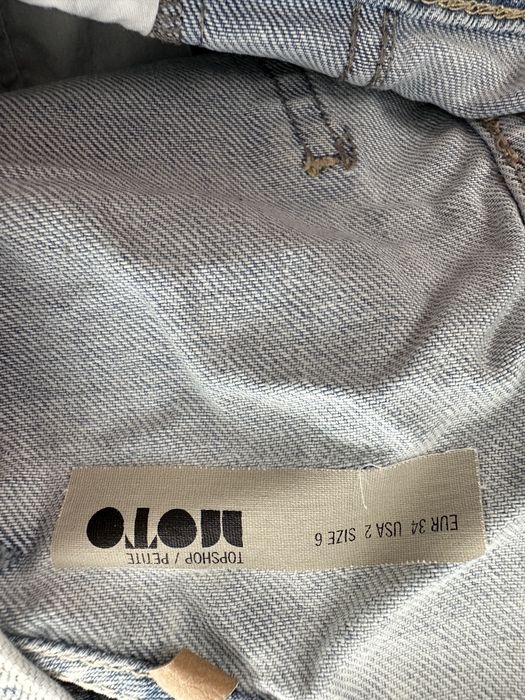 TOPSHOP / PETITE
MOTO
EUR 34 USA 2 SIZE 6